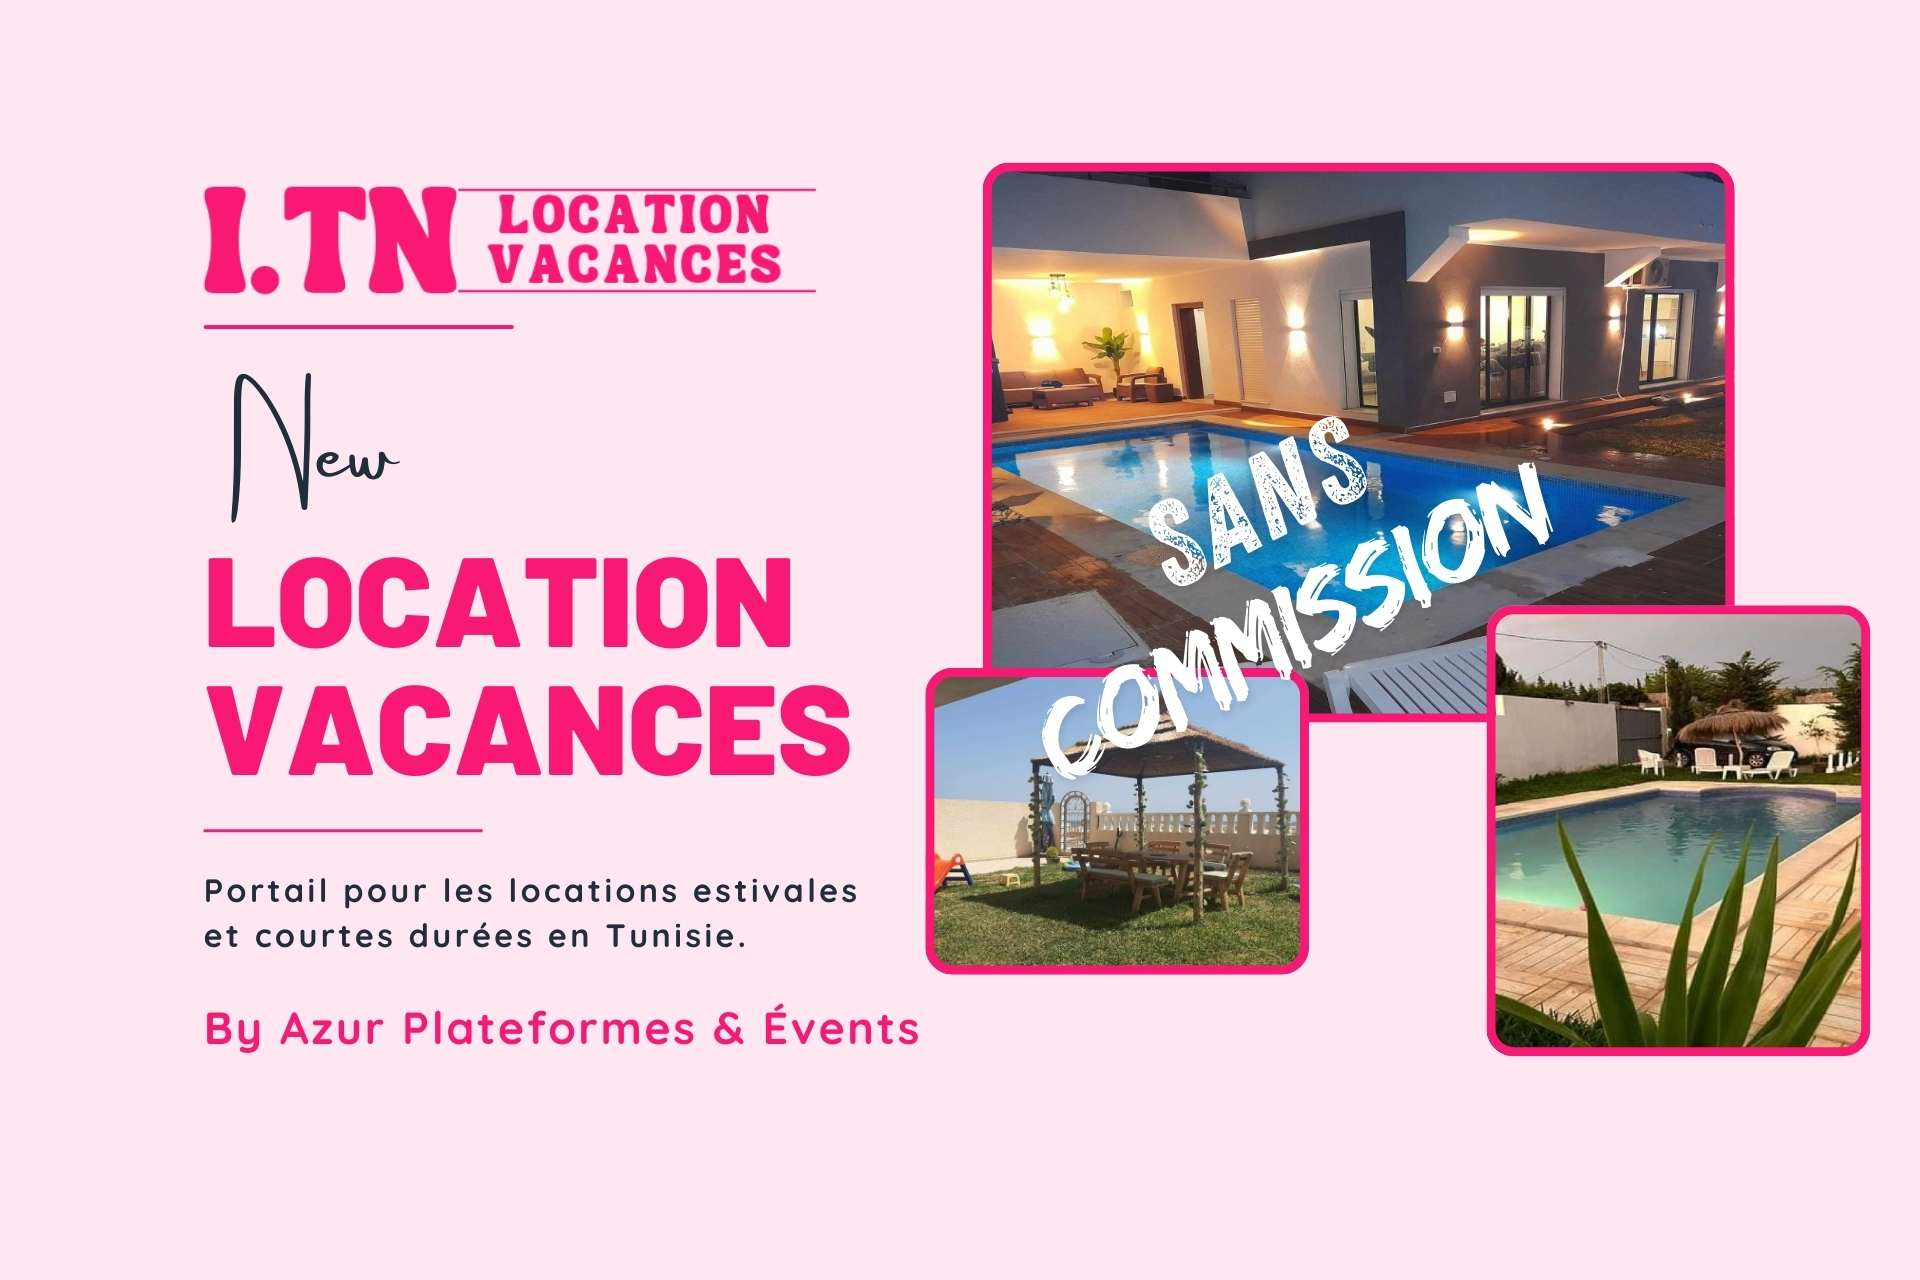 I.TN
LOCATION
VACANCES
New
LOCATION
VACANCES
Portail pour les locations estivales
et courtes durées en Tunisie.
By Azur Plateformes & Évents
SANS
COMMISSION